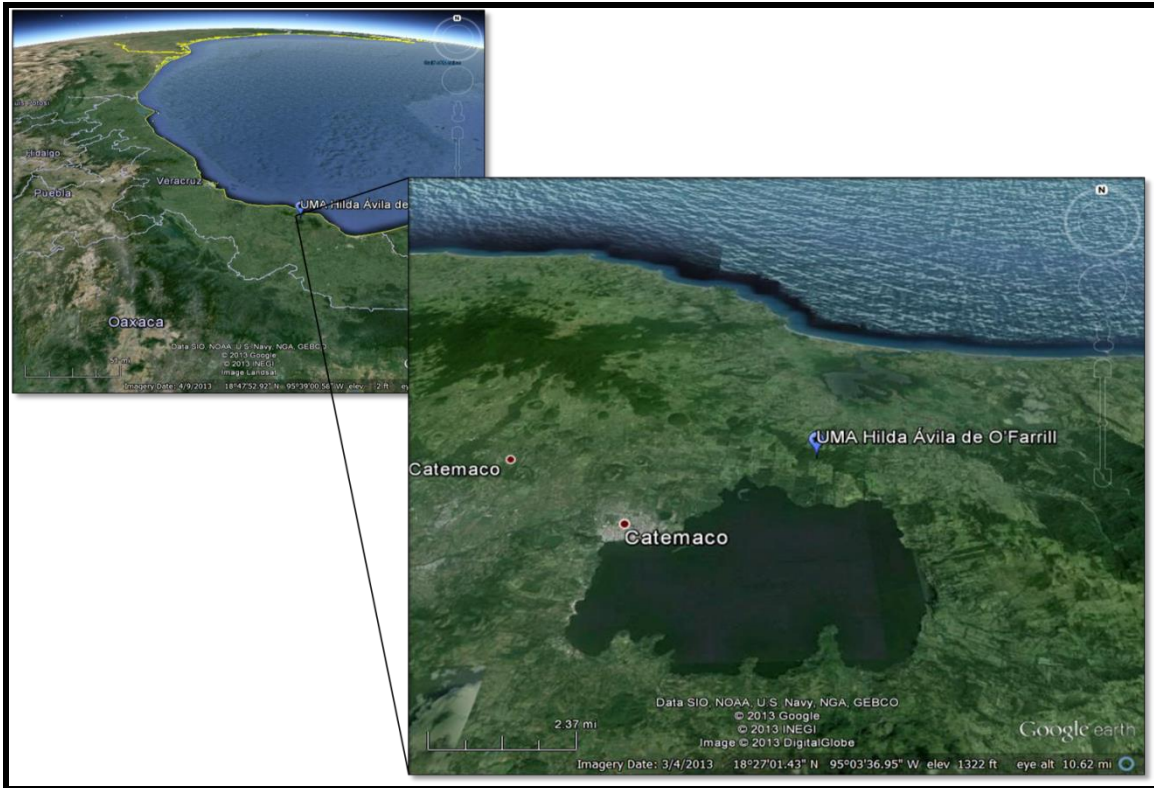 N
Hidalgo
Puebla
Veracruz
UMA Hilda Ávila de
Oaxaca
Data SIO, NOAA, U.S. Navy, NGA, GEBCO
© 2013 Google
© 2013 INEGI
Image Landsat
Imagery Date: 4/9/2013 18°47'52.92" N 95°39'00.56" W elev 2 ft
N
UMA Hilda Ávila de O'Farrill
Catemaco
Catemaco
Data SIO, NOAA, U.S. Navy, NGA, GEBCO
© 2013 Google
© 2013 INEGI
Image © 2013 DigitalGlobe
2.37 mi
Google earth
Imagery Date: 3/4/2013 18°27'01.43" N 95°03'36.95" W elev 1322 ft eye alt 10.62 mi